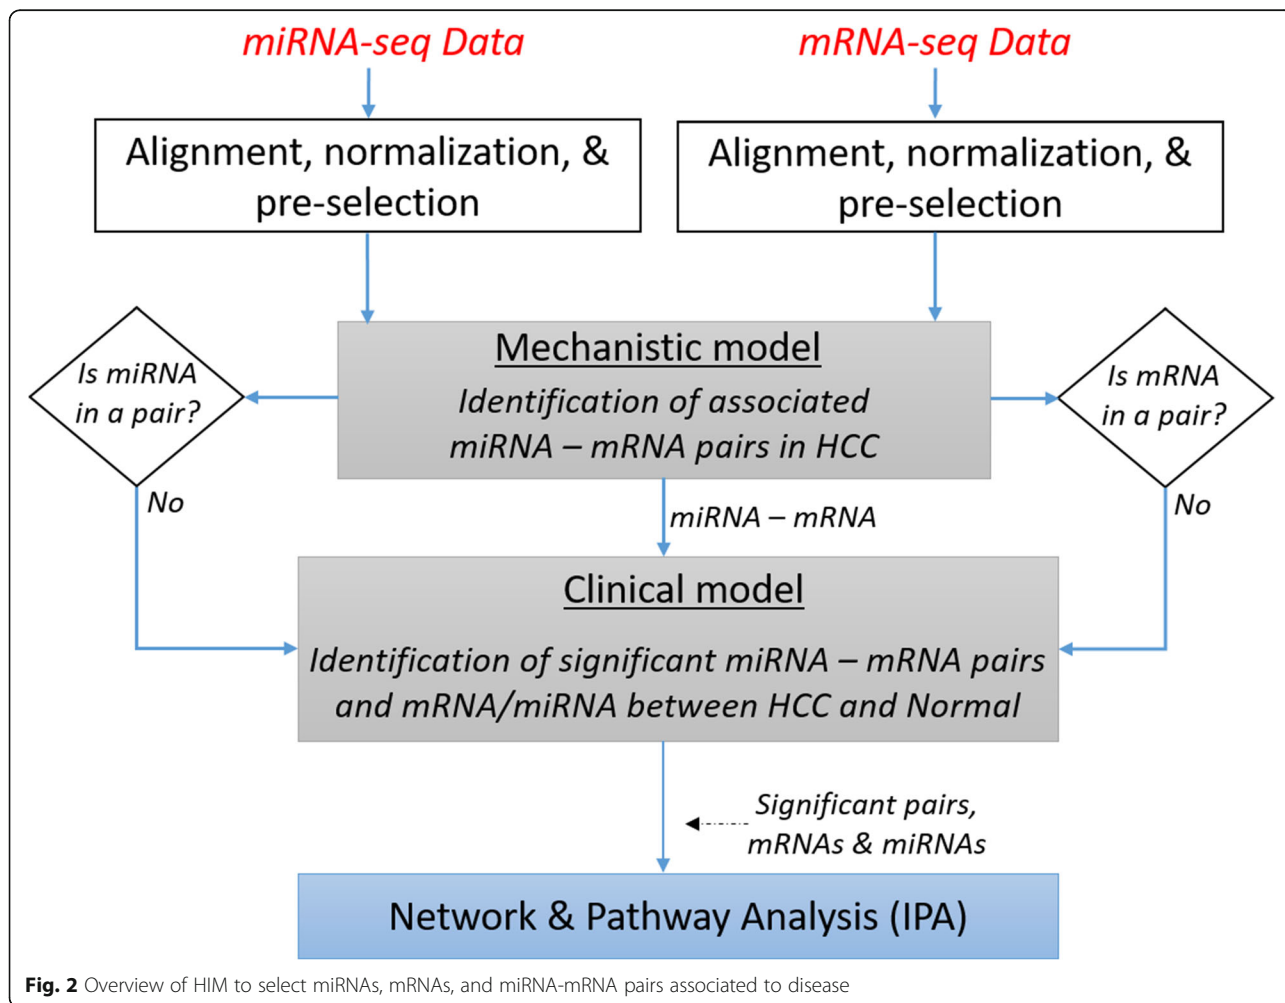 miRNA-seq Data
mRNA-seq Data
Alignment, normalization, &
pre-selection
Alignment, normalization, &
pre-selection
Mechanistic model
Identification of associated
miRNA – mRNA pairs in HCC
Is miRNA
in a pair?
Is mRNA
in a pair?
No
miRNA – mRNA
No
Clinical model
Identification of significant miRNA – mRNA pairs
and mRNA/miRNA between HCC and Normal
Significant pairs,
mRNAs & miRNAs
Network & Pathway Analysis (IPA)
Fig. 2 Overview of HIM to select miRNAs, mRNAs, and miRNA-mRNA pairs associated to disease